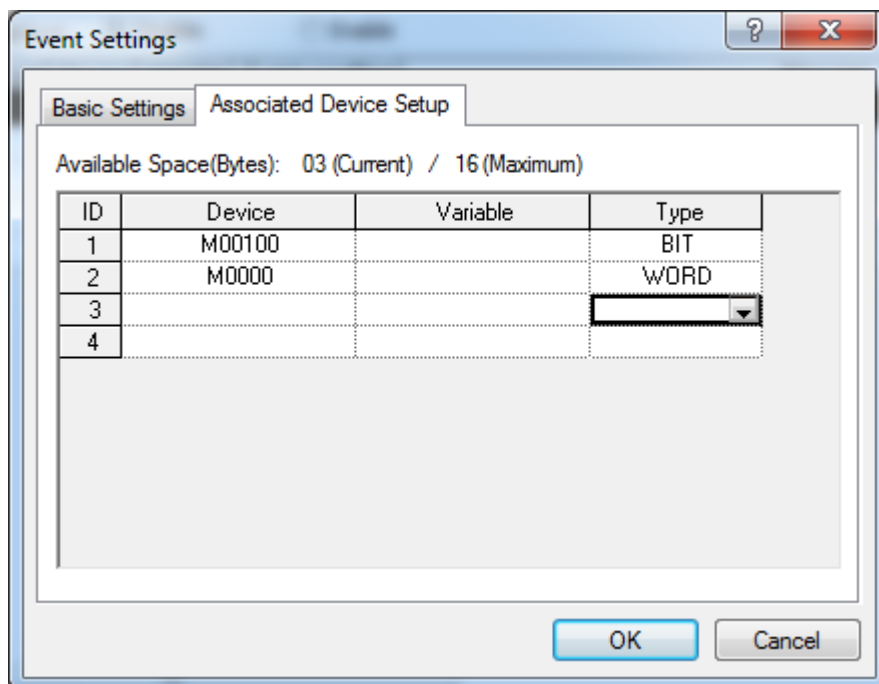 Event Settings
Basic Settings Associated Device Setup
Available Space(Bytes): 03 (Current) / 16 (Maximum)
ID Device Variable Type
1 M00100 BIT
2 M0000 WORD
3
4
OK Cancel